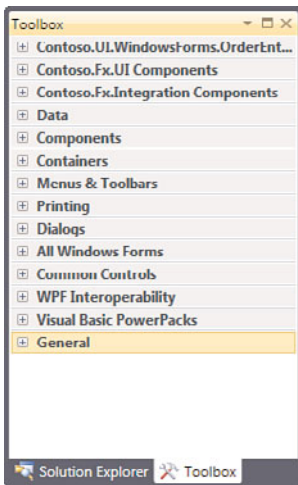 Toolbox
Contoso.UI.WindowsForms.OrderEnt...
Contoso.Fx.UI Components
Contoso.Fx.Integration Components
Data
Components
Containers
Menus & Toolbars
Printing
Dialogs
All Windows Forms
Common Controls
WPF Interoperability
Visual Basic PowerPacks
General
Solution Explorer Toolbox